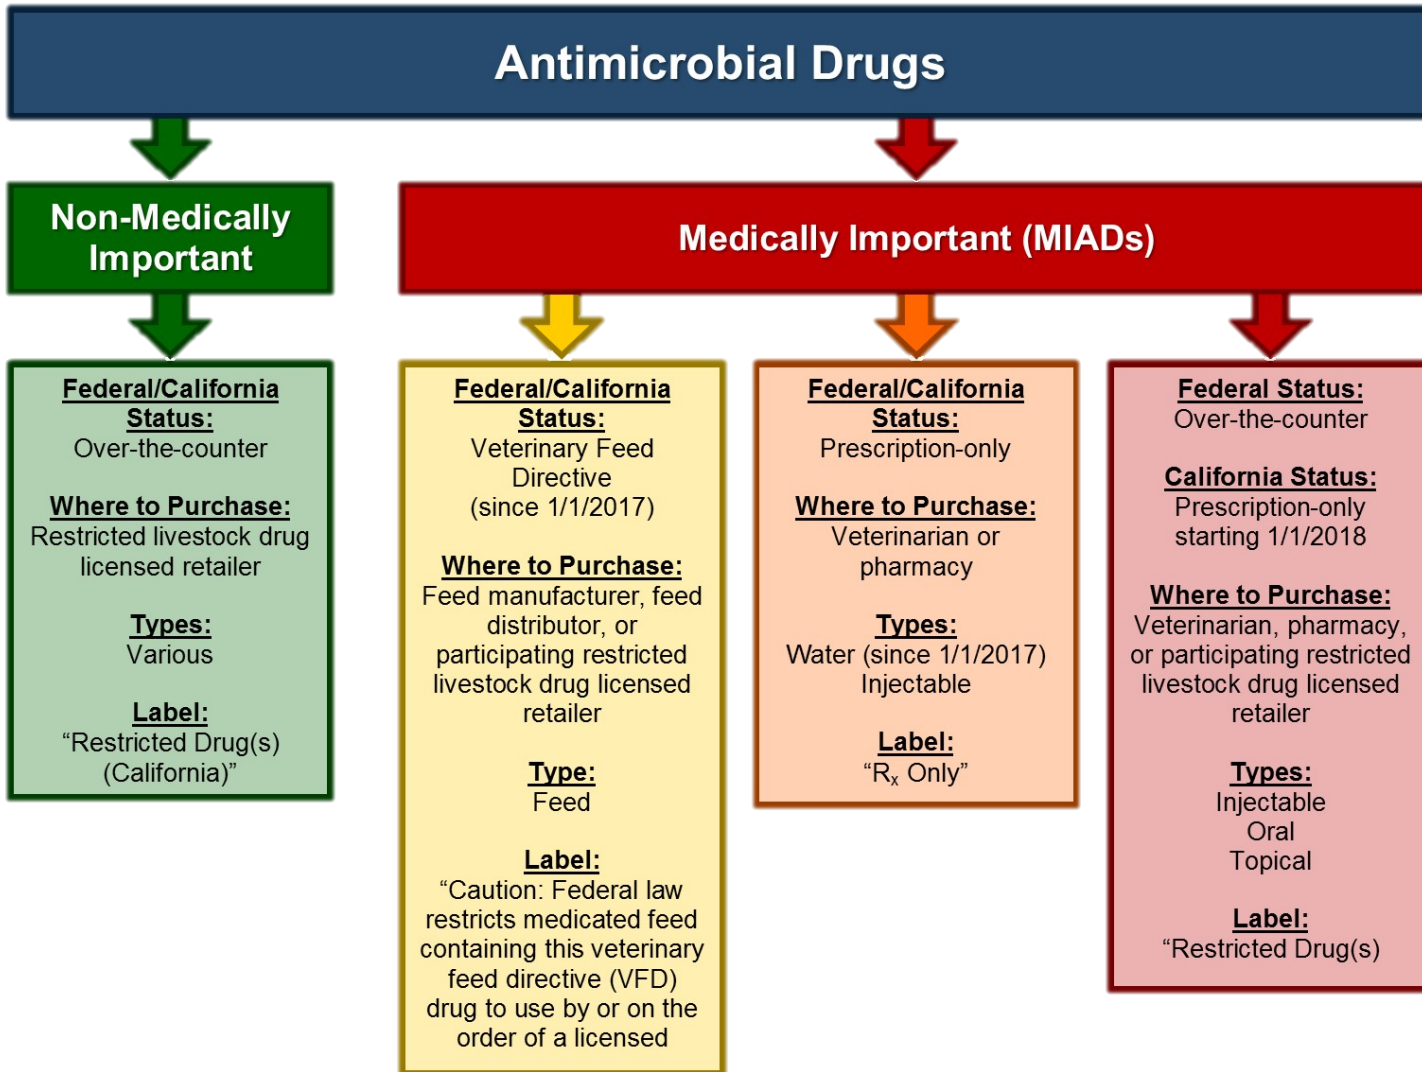 Antimicrobial Drugs
Non-Medically
Important
Medically Important (MIADs)
Federal/California
Status:
Over-the-counter
Where to Purchase:
Restricted livestock drug
licensed retailer
Types:
Various
Label:
“Restricted Drug(s)
(California)”
Federal/California
Status:
Veterinary Feed
Directive
(since 1/1/2017)
Where to Purchase:
Feed manufacturer, feed
distributor, or
participating restricted
livestock drug licensed
retailer
Type:
Feed
Label:
“Caution: Federal law
restricts medicated feed
containing this veterinary
feed directive (VFD)
drug to use by or on the
order of a licensed
Federal/California
Status:
Prescription-only
Where to Purchase:
Veterinarian or
pharmacy
Types:
Water (since 1/1/2017)
Injectable
Label:
“Rₓ Only”
Federal Status:
Over-the-counter
California Status:
Prescription-only
starting 1/1/2018
Where to Purchase:
Veterinarian, pharmacy,
or participating restricted
livestock drug licensed
retailer
Types:
Injectable
Oral
Topical
Label:
“Restricted Drug(s)